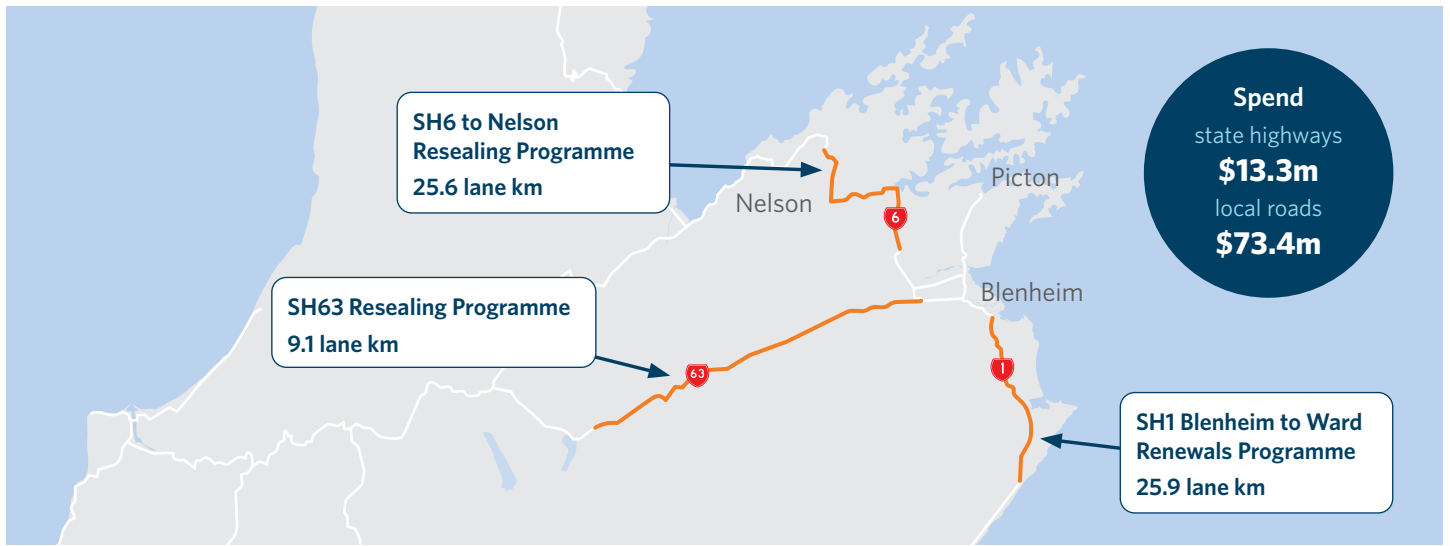 SH6 to Nelson
Resealing Programme
25.6 lane km
Spend
state highways
$13.3m
local roads
$73.4m
Picton
Nelson
6
SH63 Resealing Programme
9.1 lane km
Blenheim
63
1
SH1 Blenheim to Ward
Renewals Programme
25.9 lane km